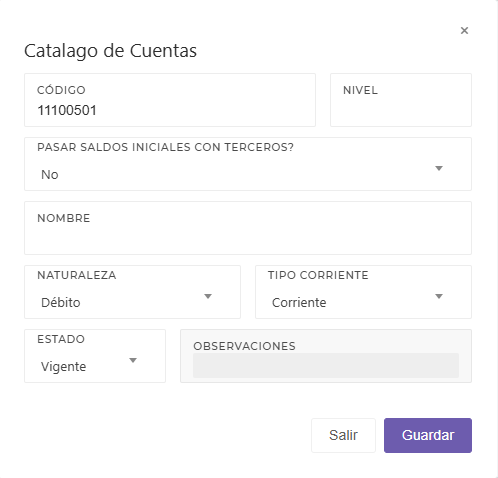 ×
Catalago de Cuentas
CÓDIGO
11100501
NIVEL
PASAR SALDOS INICIALES CON TERCEROS?
No
NOMBRE
NATURALEZA
Débito
TIPO CORRIENTE
Corriente
ESTADO
Vigente
OBSERVACIONES
Salir
Guardar